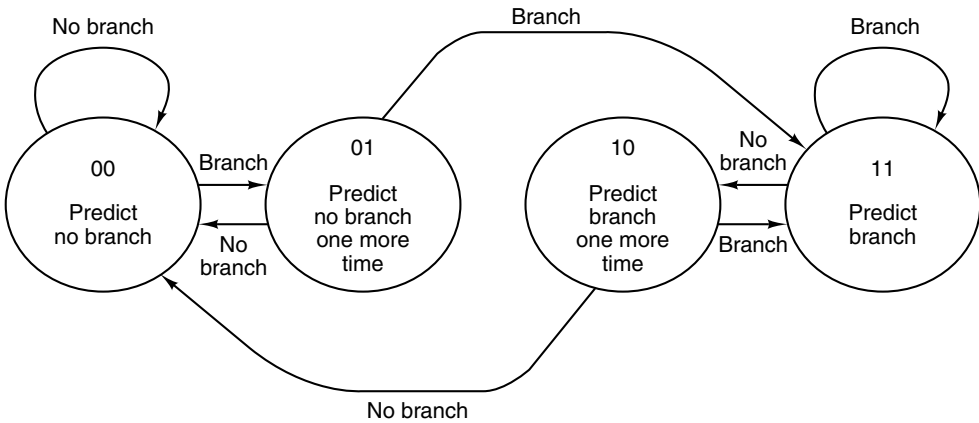 No branch
Branch
Branch
00
Predict
no branch
Branch
No
branch
01
Predict
no branch
one more
time
10
Predict
branch
one more
time
No
branch
Branch
11
Predict
branch
No branch